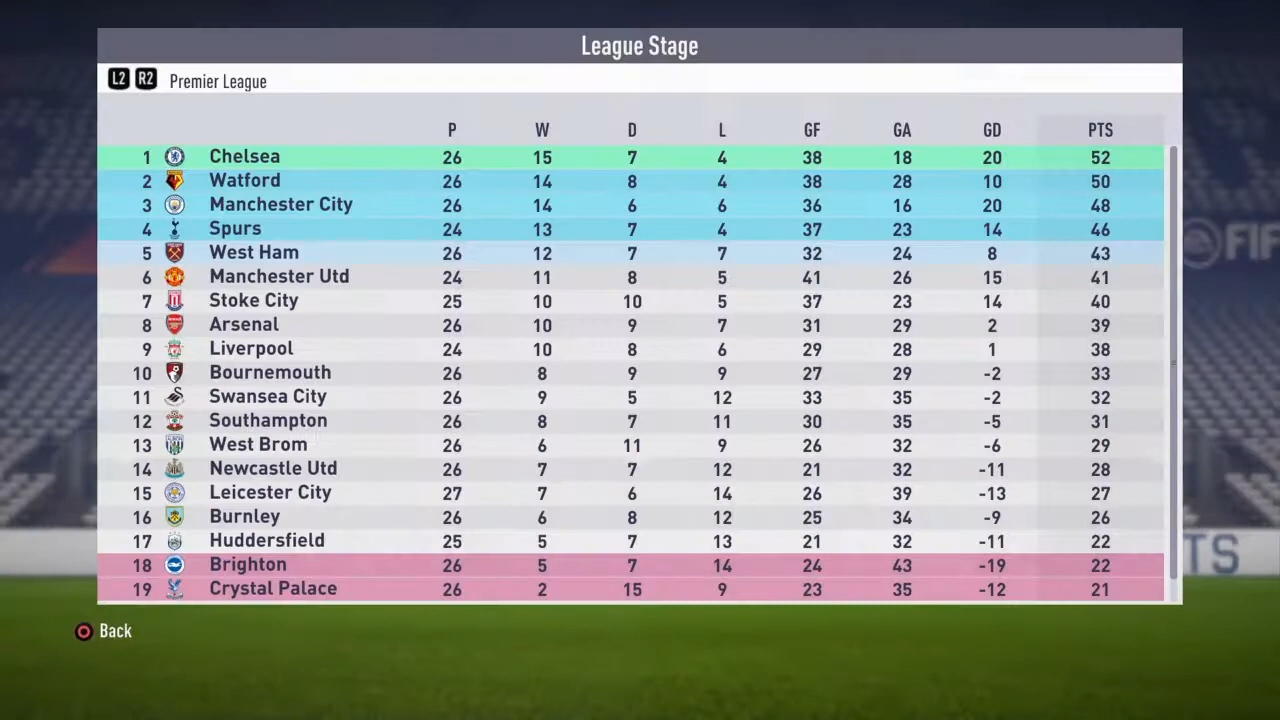 League Stage
L2 R2 Premier League
P W D L GF GA GD PTS
1 Chelsea 26 15 7 4 38 18 20 52
2 Watford 26 14 8 4 38 28 10 50
3 Manchester City 26 14 6 6 36 16 20 48
4 Spurs 24 13 7 4 37 23 14 46
5 West Ham 26 12 7 7 32 24 8 43
6 Manchester Utd 24 11 8 5 41 26 15 41
7 Stoke City 25 10 10 5 37 23 14 40
8 Arsenal 26 10 9 7 31 29 2 39
9 Liverpool 24 10 8 6 29 28 1 38
10 Bournemouth 26 8 9 9 27 29 -2 33
11 Swansea City 26 9 5 12 33 35 -2 32
12 Southampton 26 8 7 11 30 35 -5 31
13 West Brom 26 6 11 9 26 32 -6 29
14 Newcastle Utd 26 7 7 12 21 32 -11 28
15 Leicester City 27 7 6 14 26 39 -13 27
16 Burnley 26 6 8 12 25 34 -9 26
17 Huddersfield 25 5 7 13 21 32 -11 22
18 Brighton 26 5 7 14 24 43 -19 22
19 Crystal Palace 26 2 15 9 23 35 -12 21
Back
EA FIF
TS